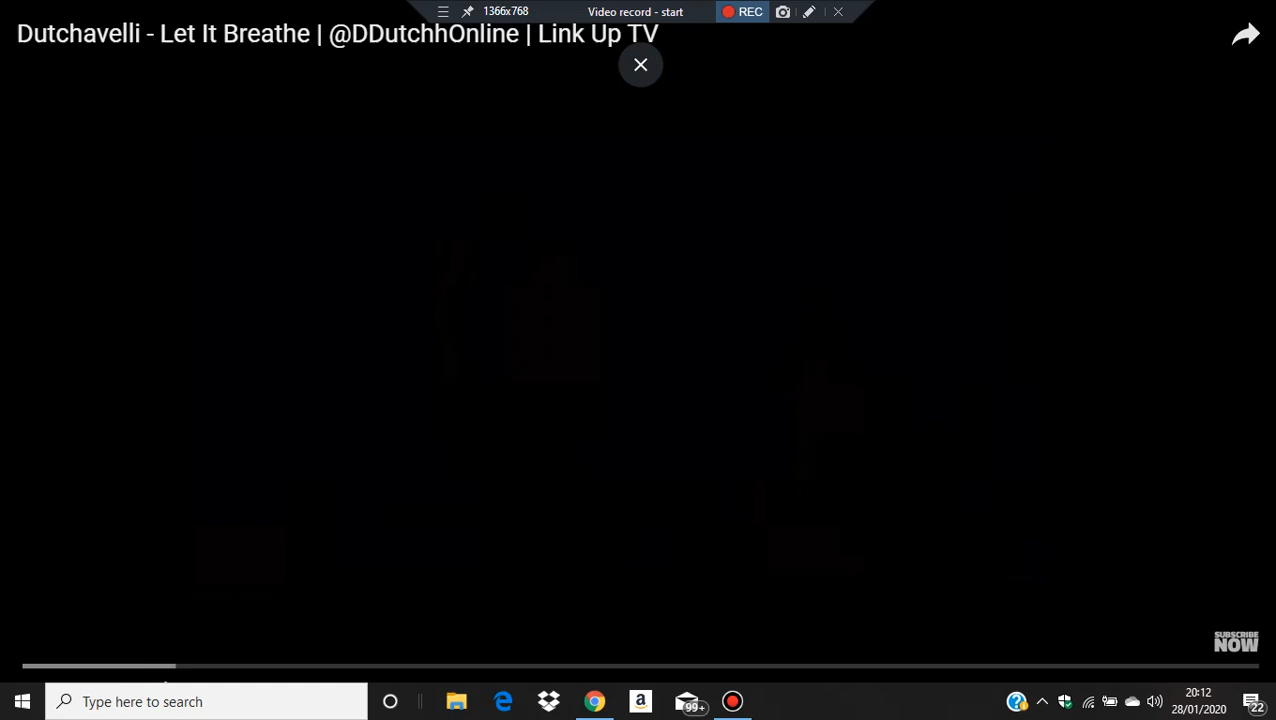 1366x768 Video record - start REC
Dutchavelli - Let It Breathe | @DDutchhOnline | Link Up TV
SUBSCRIBE
NOW
Type here to search
a
99+
20:12
28/01/2020
22